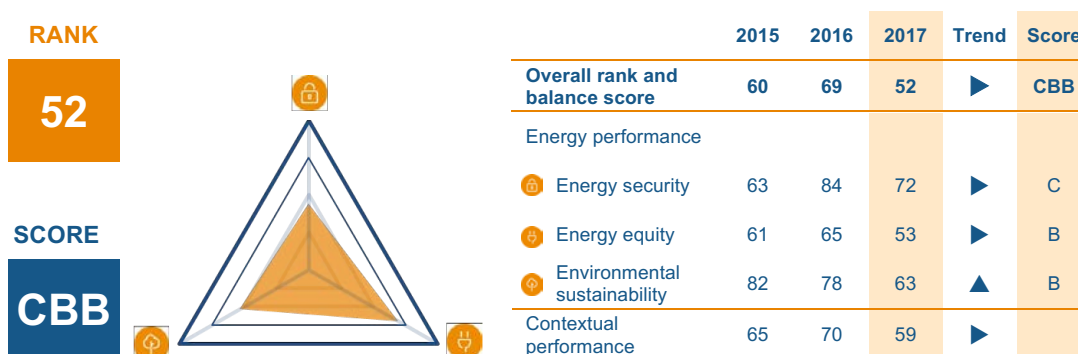 RANK
52
SCORE
CBB
2015 2016 2017 Trend Score
Overall rank and
balance score 60 69 52 CBB
Energy performance
Energy security 63 84 72 C
Energy equity 61 65 53 B
Environmental
sustainability 82 78 63 B
Contextual
performance 65 70 59